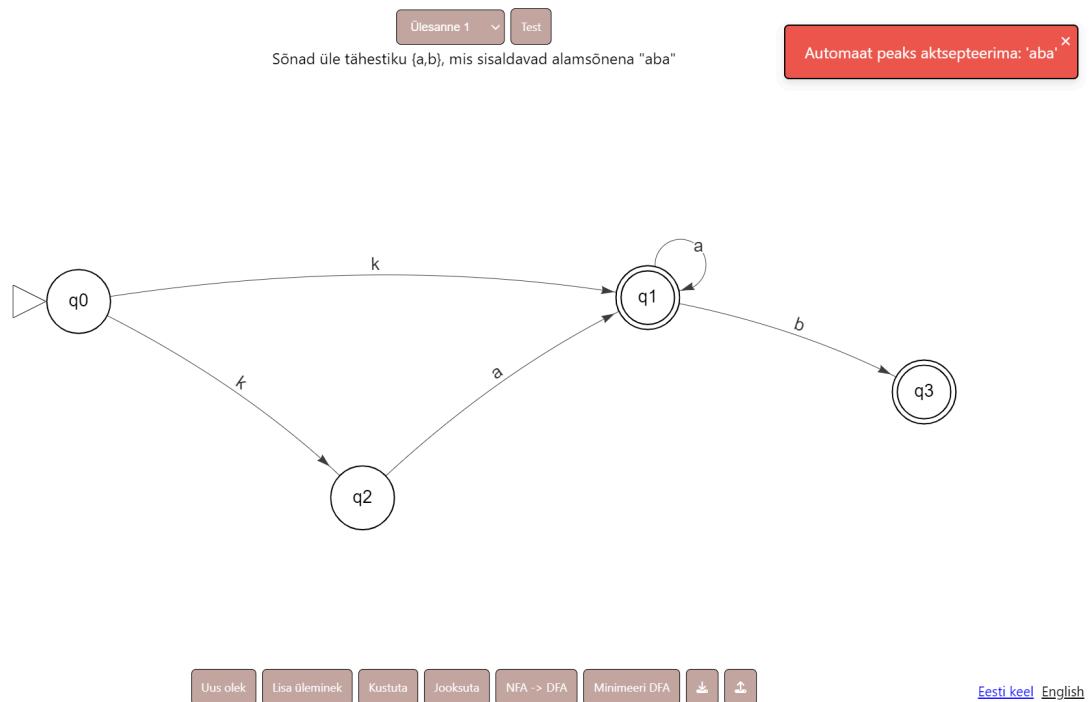 Ülesanne 1
Test
Sõnad üle tähestiku {a,b}, mis sisaldavad alamsõnena "aba"
Automaat peaks aktsepteerima: 'aba'
×
a
k
q0
q1
b
k
a
q3
q2
Uus olek
Lisa üleminek
Kustuta
Jooksuta
NFA -> DFA
Minimeeri DFA
Eesti keel
English